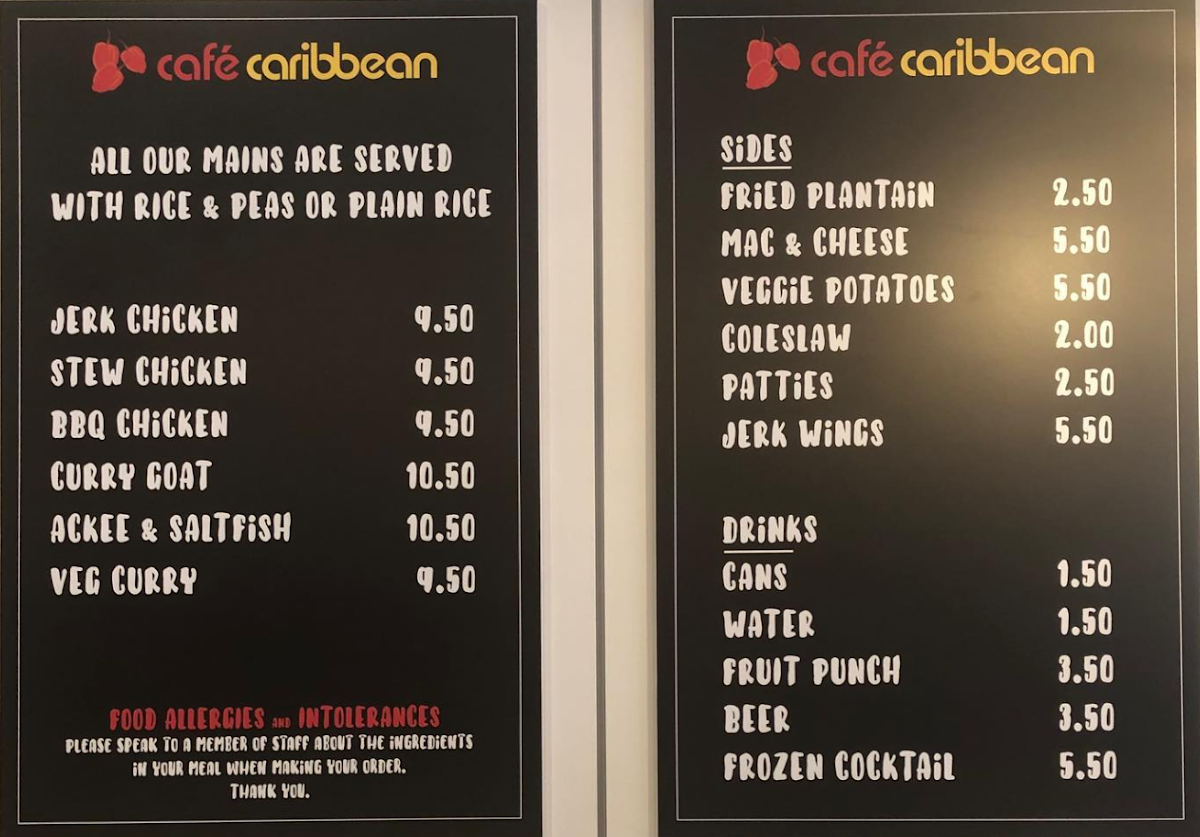 café caribbean
ALL OUR MAINS ARE SERVED
WITH RICE & PEAS OR PLAIN RICE
JERK CHiCKEN 9.50
STEW CHiCKEN 9.50
BBQ CHiCKEN 9.50
CURRY GOAT 10.50
ACKEE & SALTFiSH 10.50
VEG CURRY 9.50
FOOD ALLERGIES AND INTOLERANCES
PLEASE SPEAK TO A MEMBER OF STAFF ABOUT THE iNGREDiENTS
iN YOUR MEAL WHEN MAKING YOUR ORDER.
THANK YOU.
café caribbean
SiDES
FRiED PLANTAiN 2.50
MAC & CHEESE 5.50
VEGGiE POTATOES 5.50
COLESLAW 2.00
PATTiES 2.50
JERK WiNGS 5.50
DRiNKS
CANS 1.50
WATER 1.50
FRUIT PUNCH 3.50
BEER 3.50
FROZEN COCKTAiL 5.50